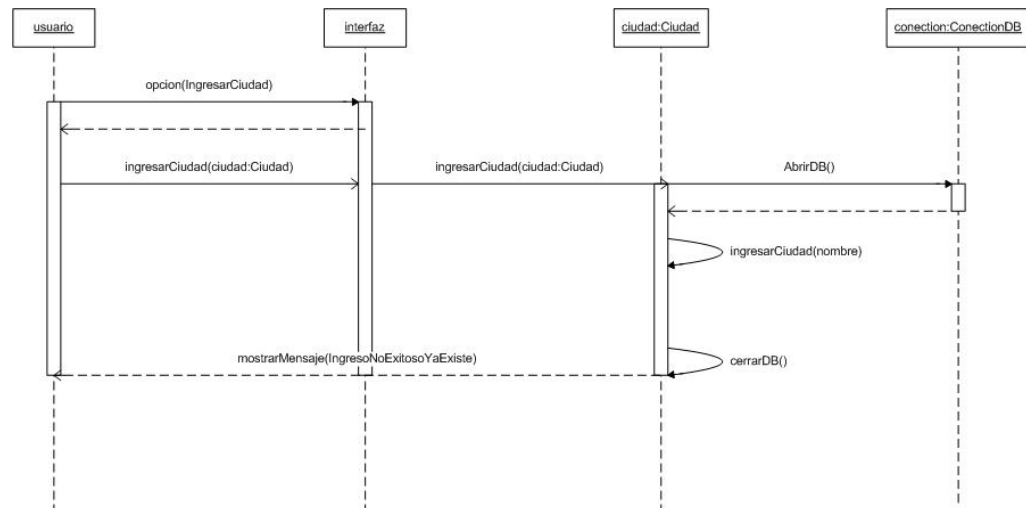 usuario
interfaz
ciudad:Ciudad
conection:ConectionDB
opcion(IngresarCiudad)
ingresarCiudad(ciudad:Ciudad)
ingresarCiudad(ciudad:Ciudad)
AbrirDB()
ingresarCiudad(nombre)
mostrarMensaje(IngresoNoExitosoYaExiste)
cerrarDB()